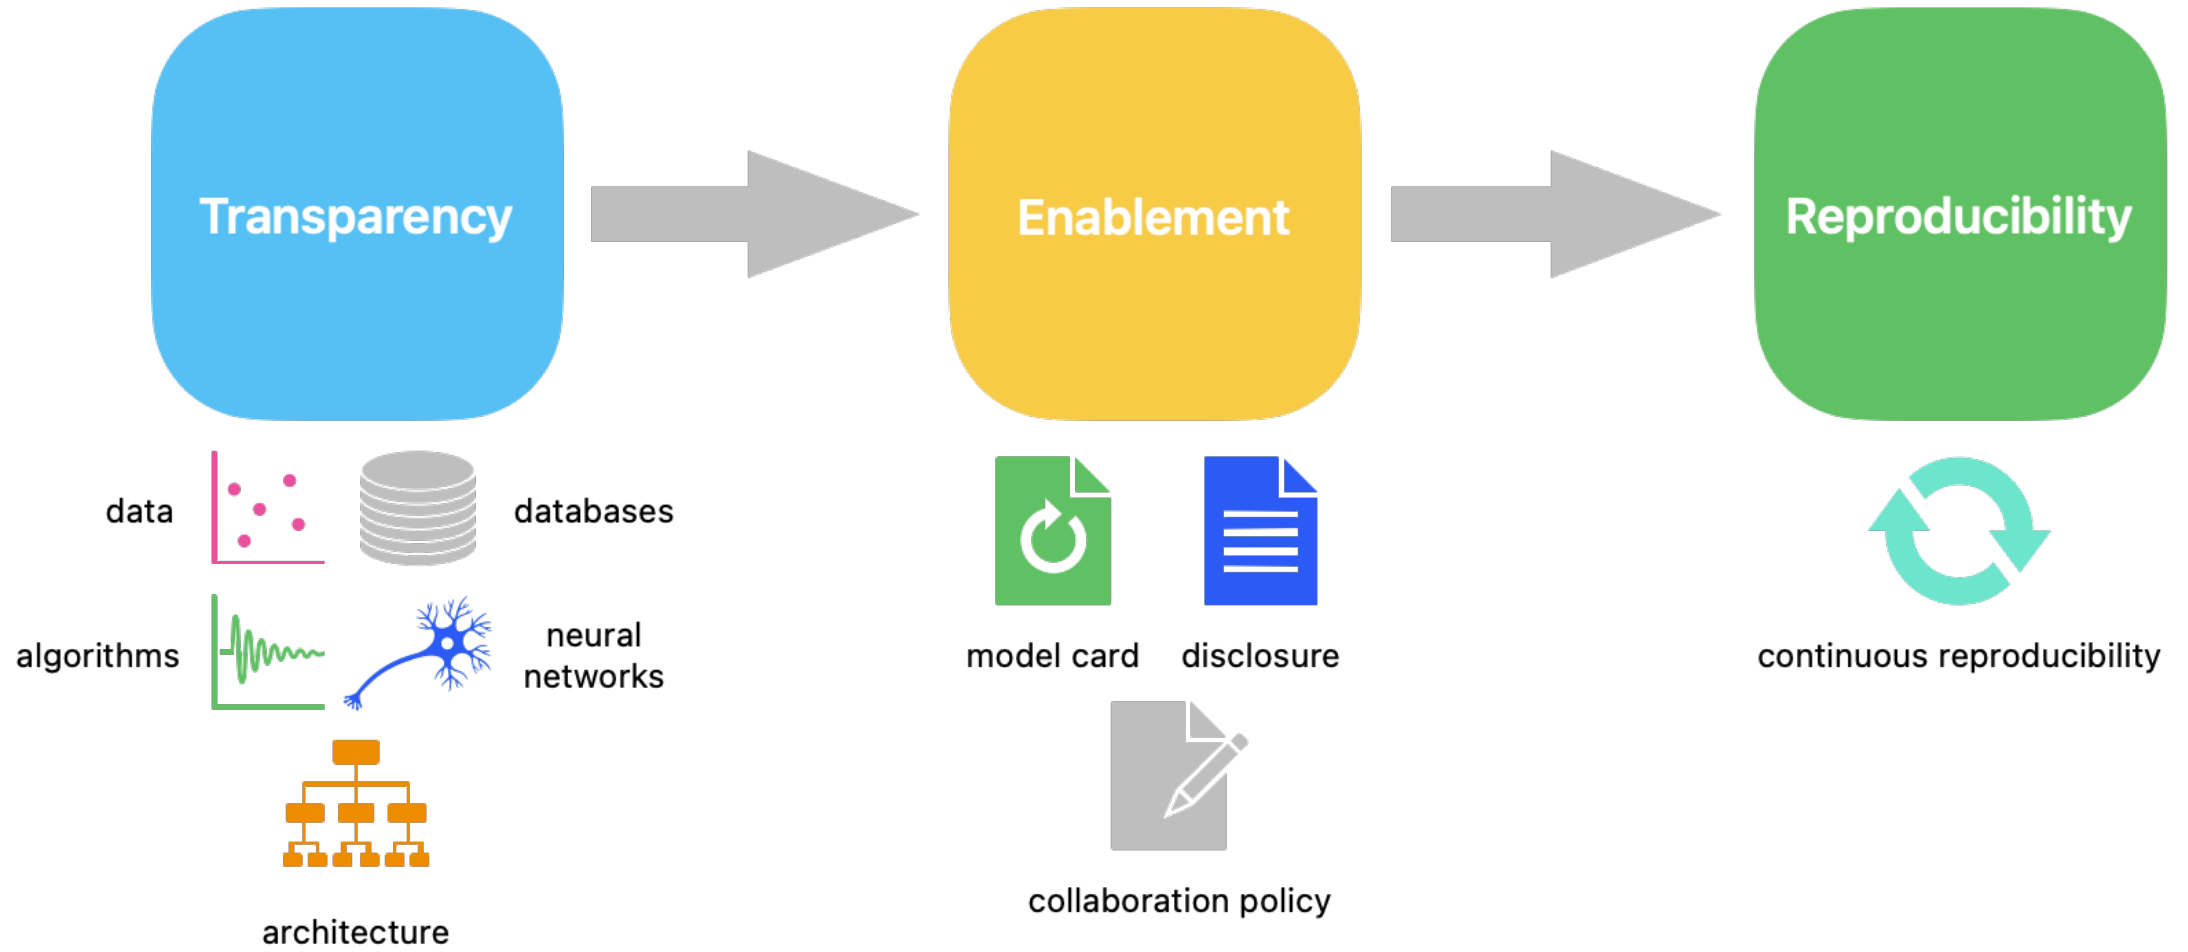 Transparency
Enablement
Reproducibility
data
databases
algorithms
neural
networks
architecture
model card
disclosure
collaboration policy
continuous reproducibility